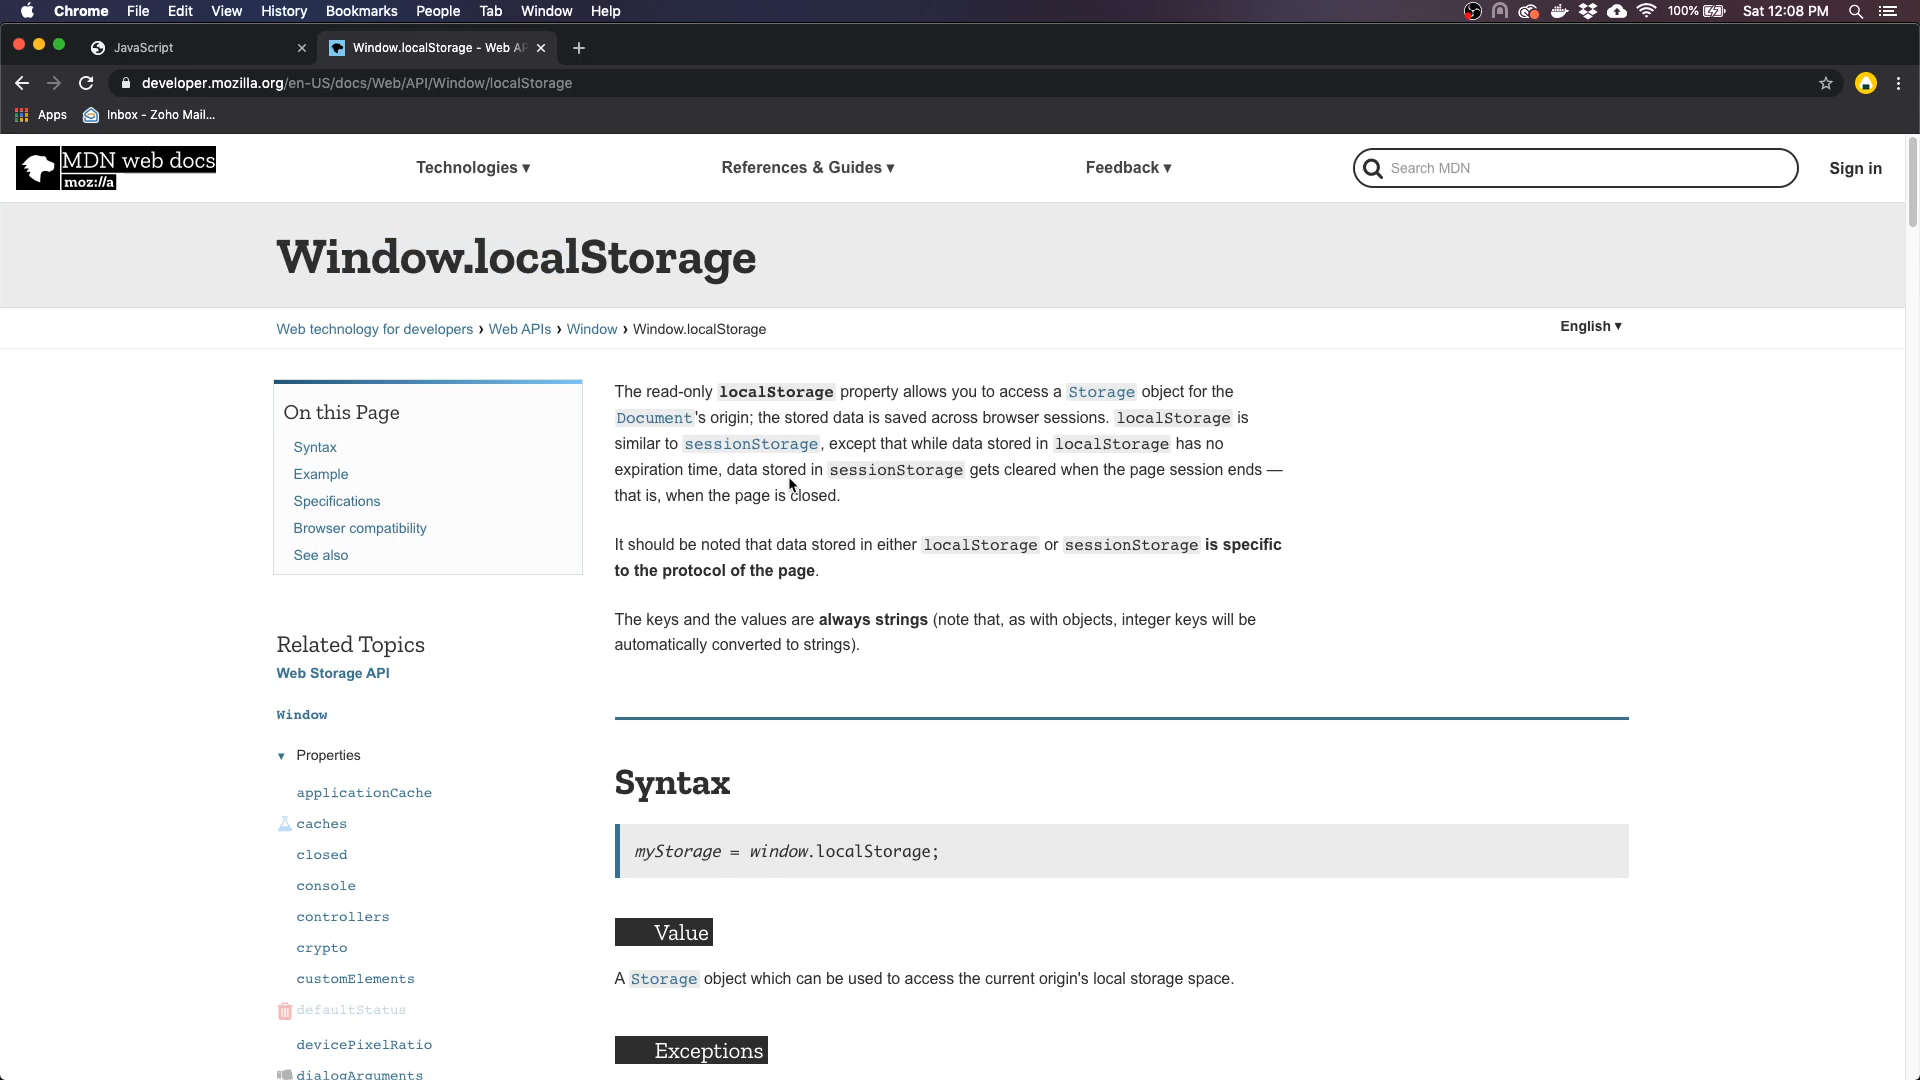 Chrome File Edit View History Bookmarks People Tab Window Help 100% Sat 12:08 PM
JavaScript Window.localStorage - Web AP
developer.mozilla.org/en-US/docs/Web/API/Window/localStorage
Apps Inbox - Zoho Mail...
MDN web docs
moz://a
Technologies ▾ References & Guides ▾ Feedback ▾ Search MDN Sign in
Window.localStorage
Web technology for developers › Web APIs › Window › Window.localStorage English ▾
On this Page
Syntax
Example
Specifications
Browser compatibility
See also
Related Topics
Web Storage API
Window
▾ Properties
applicationCache
caches
closed
console
controllers
crypto
customElements
defaultStatus
devicePixelRatio
dialogArguments
The read-only localStorage property allows you to access a Storage object for the
Document's origin; the stored data is saved across browser sessions. localStorage is
similar to sessionStorage, except that while data stored in localStorage has no
expiration time, data stored in sessionStorage gets cleared when the page session ends —
that is, when the page is closed.
It should be noted that data stored in either localStorage or sessionStorage is specific
to the protocol of the page.
The keys and the values are always strings (note that, as with objects, integer keys will be
automatically converted to strings).
Syntax
myStorage = window.localStorage;
Value
A Storage object which can be used to access the current origin's local storage space.
Exceptions